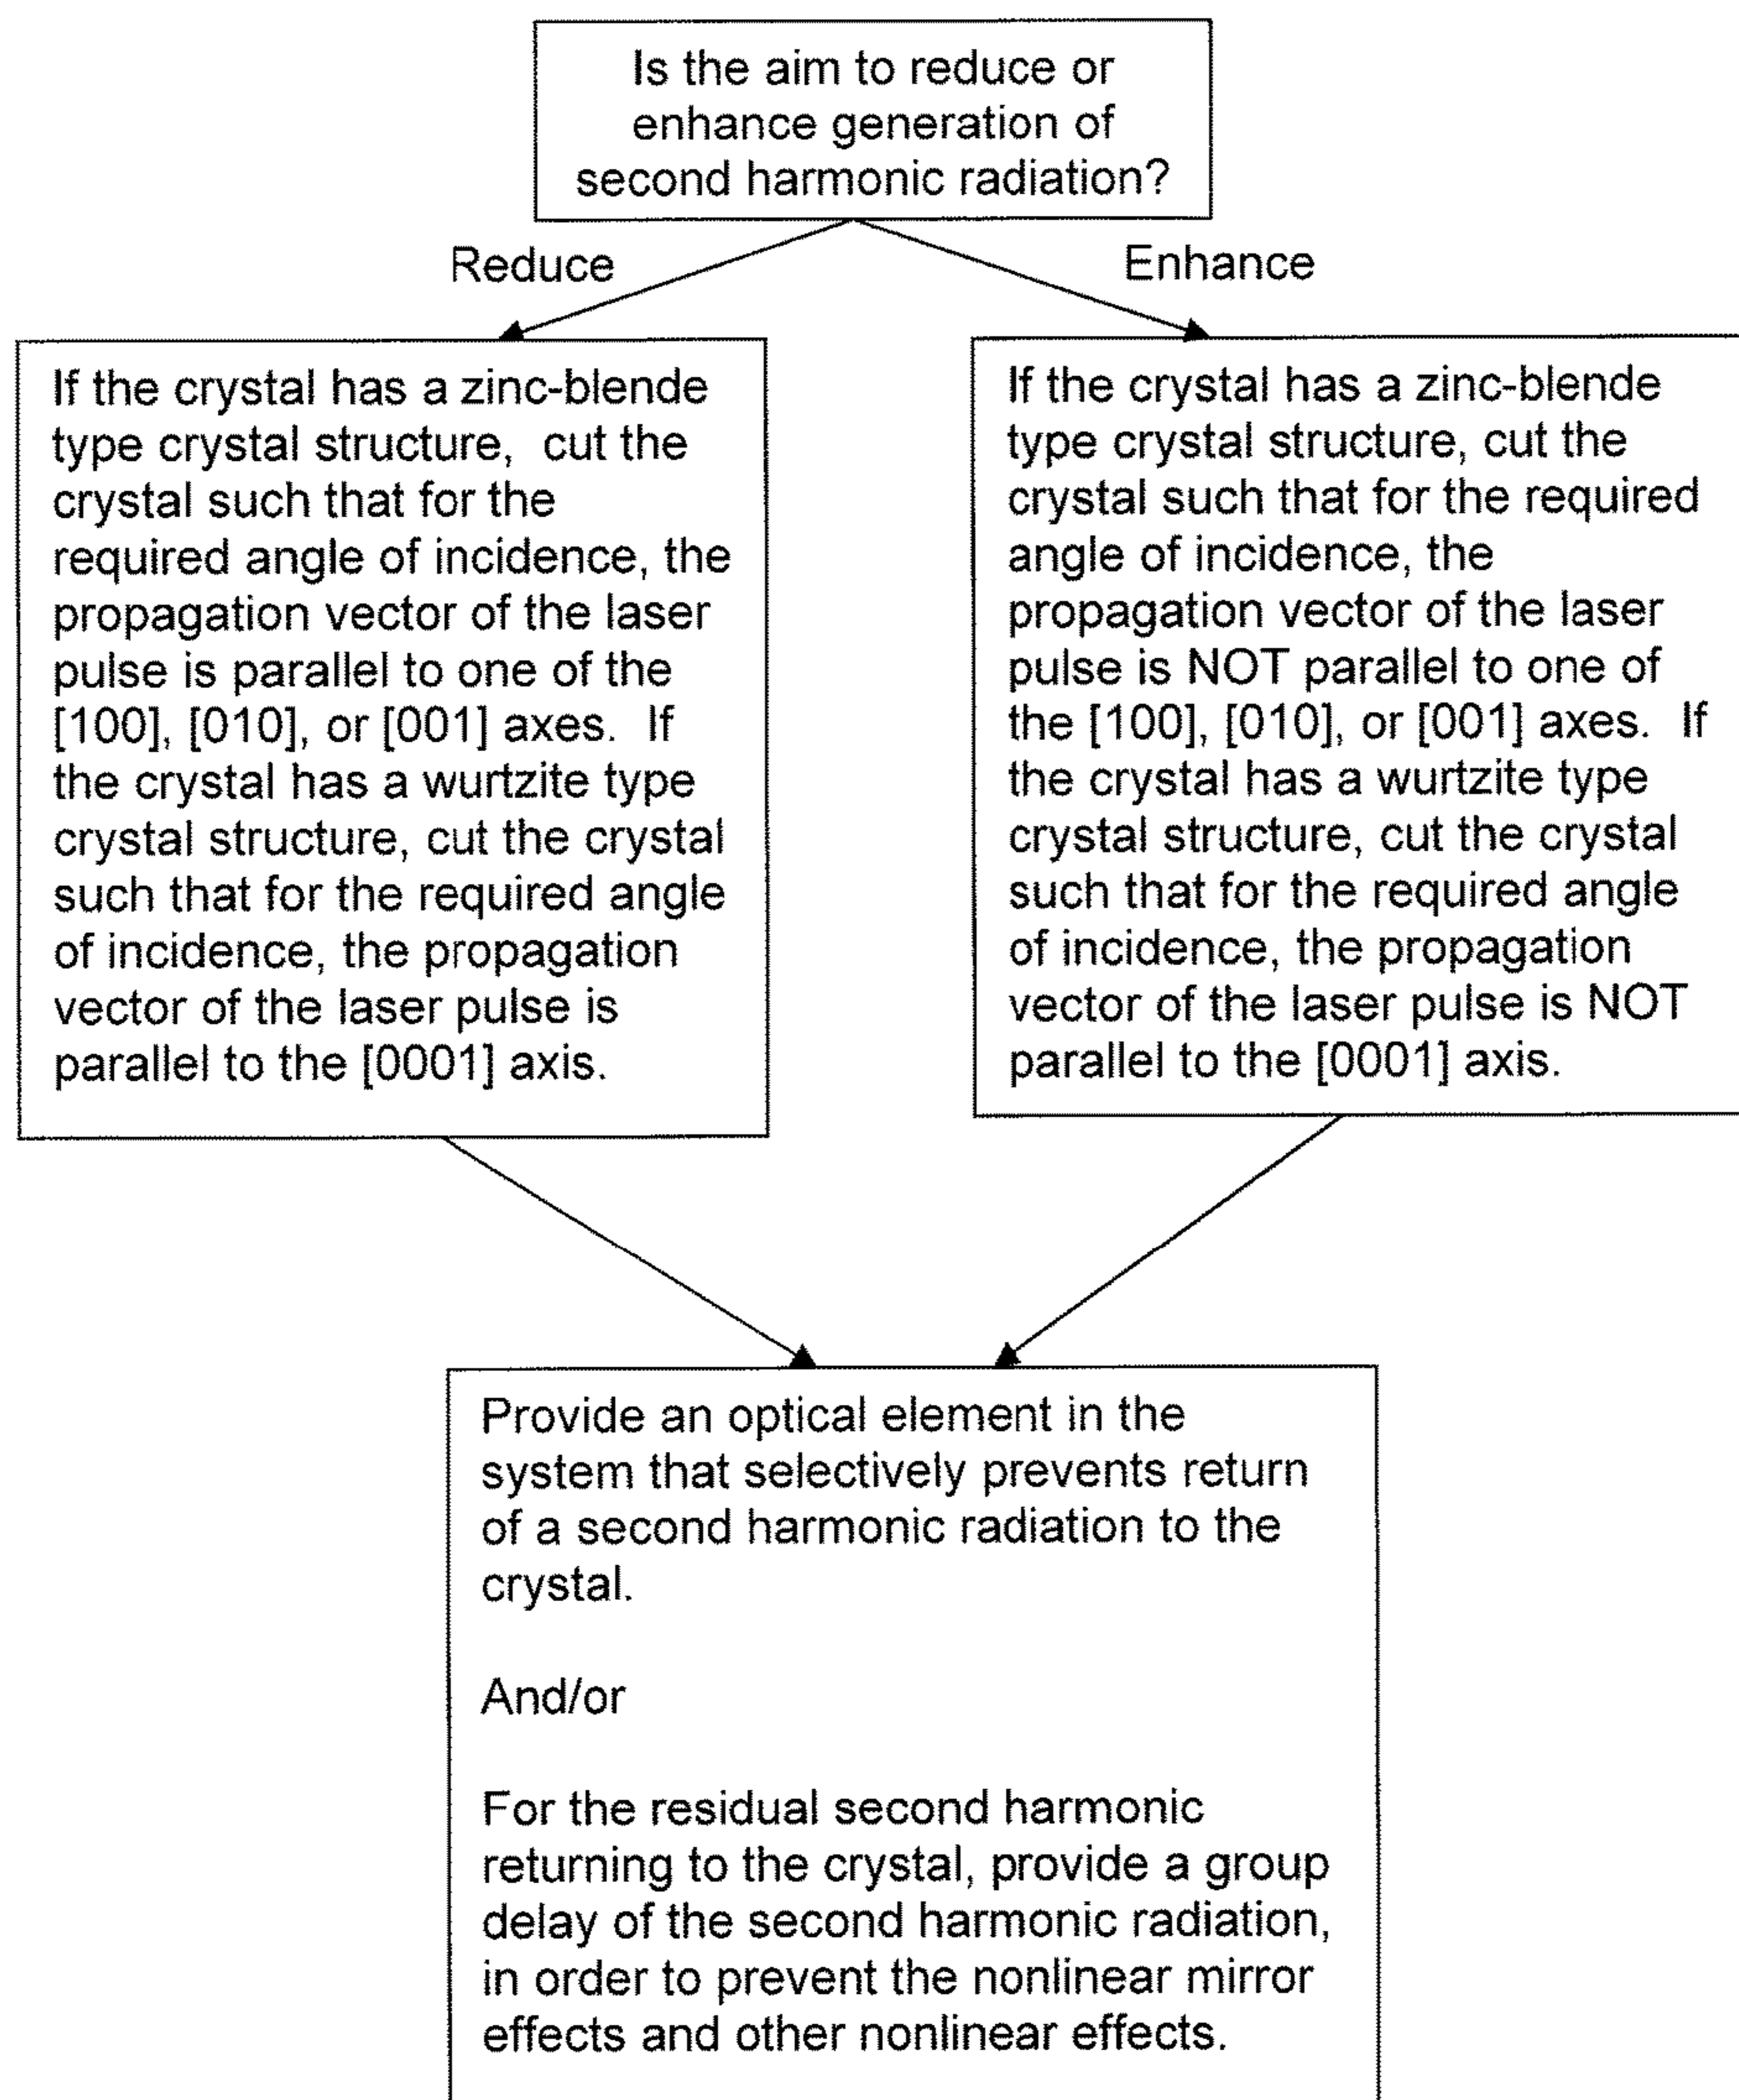 Is the aim to reduce or
enhance generation of
second harmonic radiation?
Reduce
Enhance
If the crystal has a zinc-blende
type crystal structure, cut the
crystal such that for the
required angle of incidence, the
propagation vector of the laser
pulse is parallel to one of the
[100], [010], or [001] axes. If
the crystal has a wurtzite type
crystal structure, cut the crystal
such that for the required angle
of incidence, the propagation
vector of the laser pulse is
parallel to the [0001] axis.
If the crystal has a zinc-blende
type crystal structure, cut the
crystal such that for the required
angle of incidence, the
propagation vector of the laser
pulse is NOT parallel to one of
the [100], [010], or [001] axes. If
the crystal has a wurtzite type
crystal structure, cut the crystal
such that for the required angle
of incidence, the propagation
vector of the laser pulse is NOT
parallel to the [0001] axis.
Provide an optical element in the
system that selectively prevents return
of a second harmonic radiation to the
crystal.
And/or
For the residual second harmonic
returning to the crystal, provide a group
delay of the second harmonic radiation,
in order to prevent the nonlinear mirror
effects and other nonlinear effects.